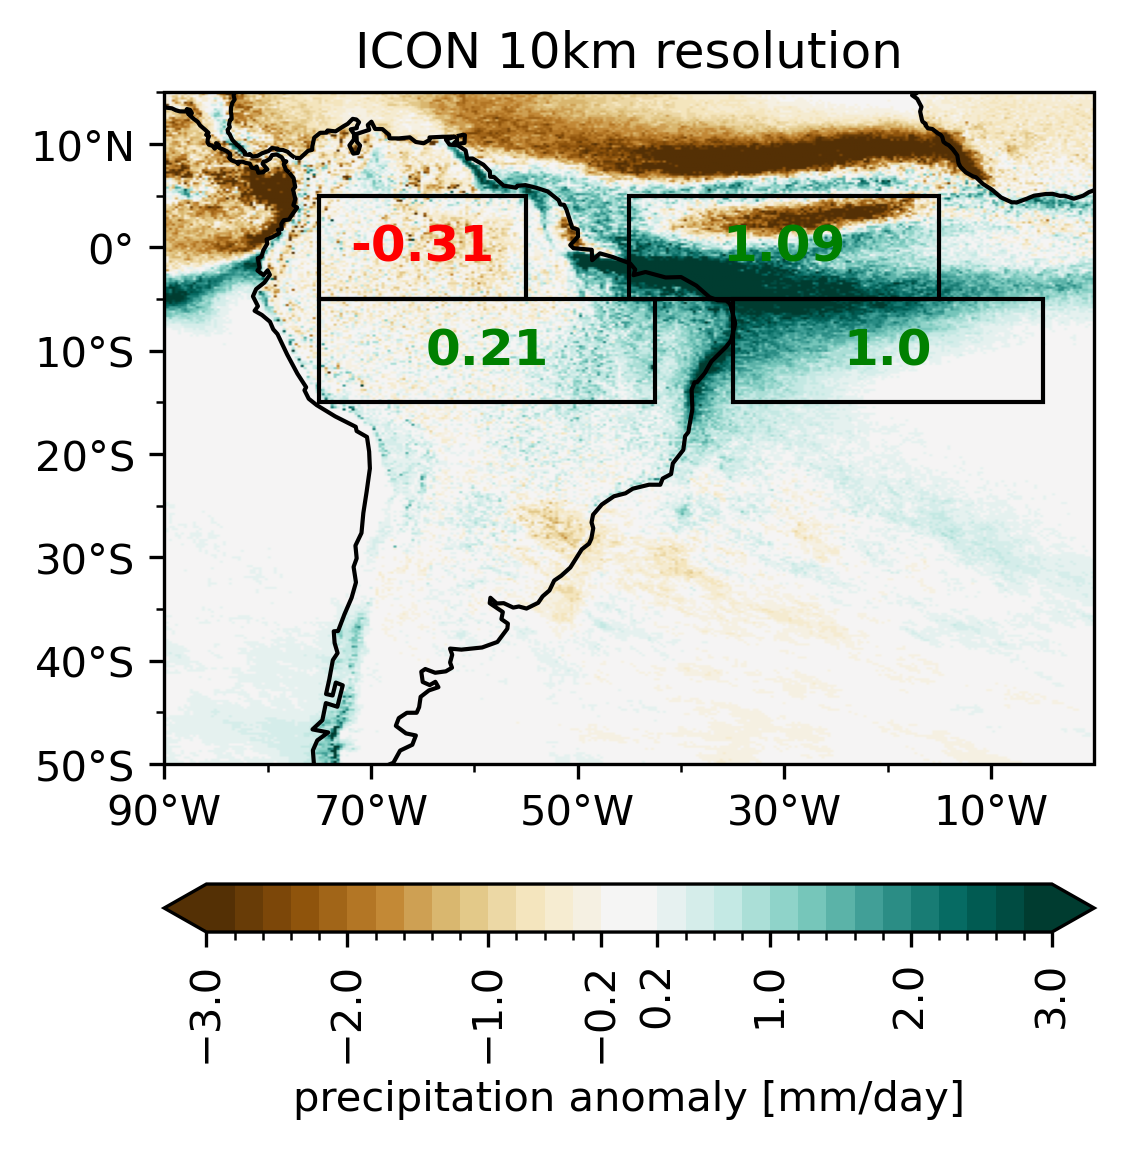 ICON 10km resolution
10°N
0°
10°S
20°S
30°S
40°S
50°S
-0.31
1.09
0.21
1.0
90°W
70°W
50°W
30°W
10°W
−3.0
−2.0
−1.0
−0.2
0.2
1.0
2.0
3.0
precipitation anomaly [mm/day]